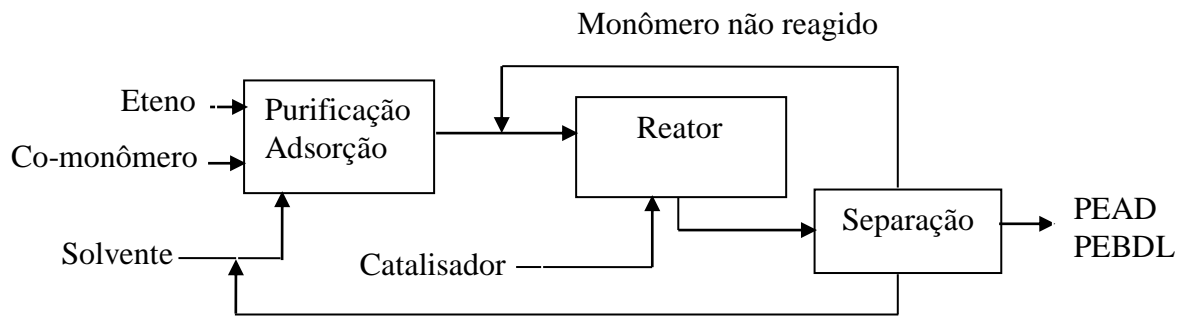 Monômero não reagido
Eteno
Purificação
Adsorção
Reator
Co-monômero
Separação
PEAD
PEBDL
Solvente
Catalisador